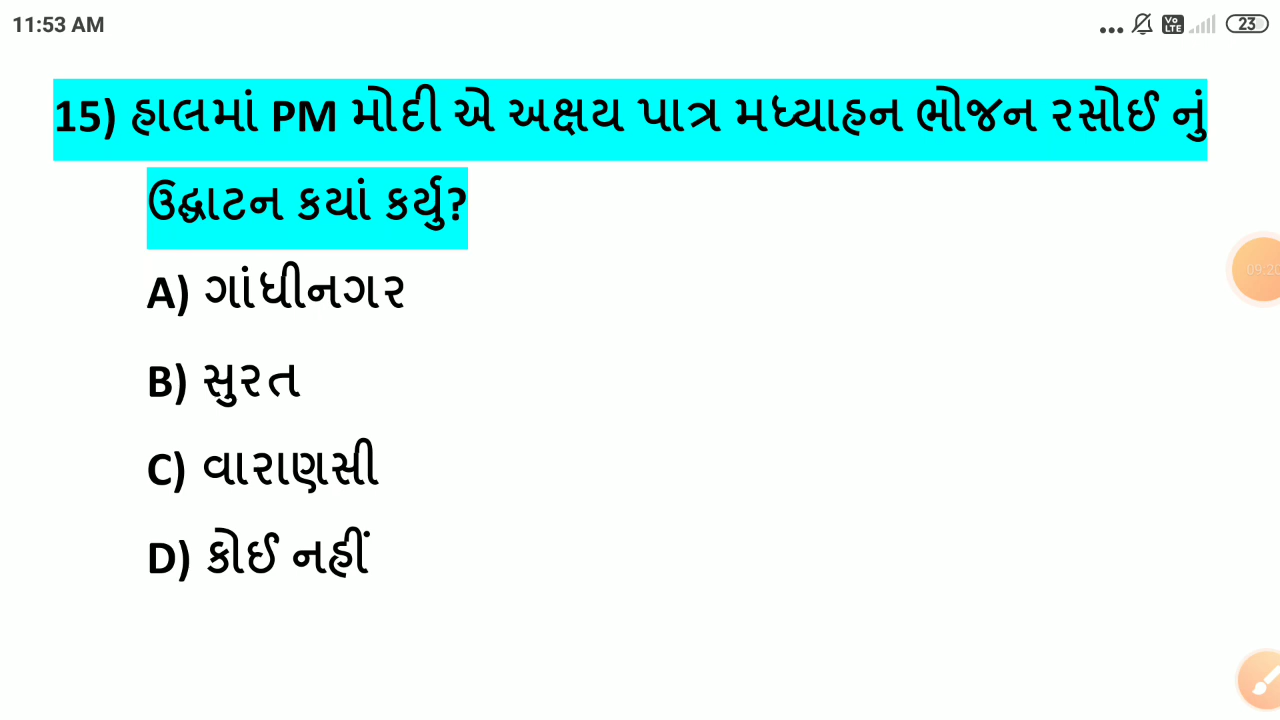 11:53 AM
23
15) હાલમાં PM મોદી એ અક્ષય પાત્ર મધ્યાહન ભોજન રસોઈ નું
ઉદ્ઘાટન કયાં કર્યુ?
A) ગાંધીનગર
B) સુરત
C) વારાણસી
D) કોઈ નહીં